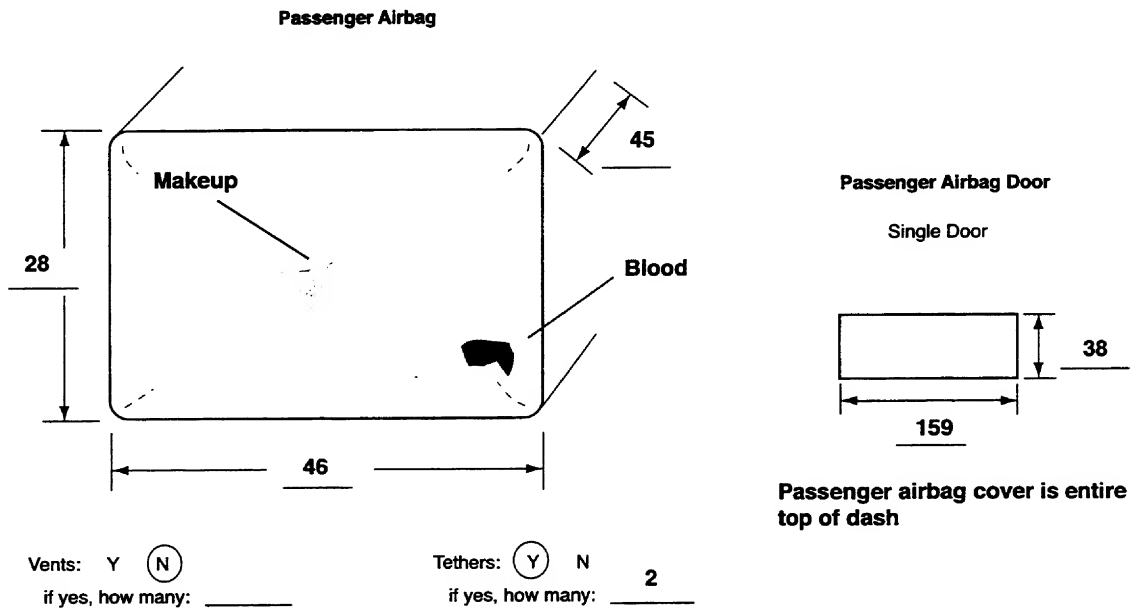 Passenger Airbag
45
Makeup
Passenger Airbag Door
Single Door
28
Blood
38
159
46
Passenger airbag cover is entire
top of dash
Vents: Y N
Tethers: Y N
if yes, how many:
if yes, how many: 2